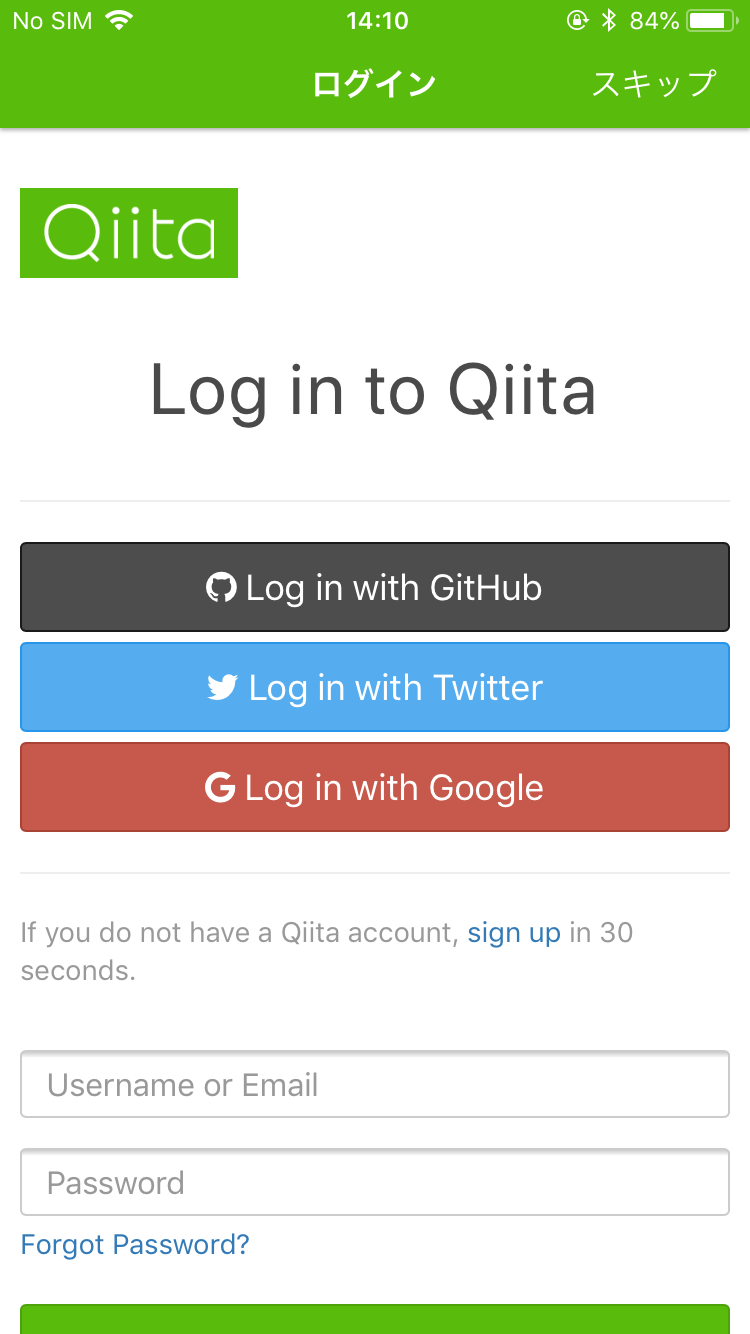 No SIM 14:10 84%
ログイン スキップ
Qiita
Log in to Qiita
Log in with GitHub
Log in with Twitter
Log in with Google
If you do not have a Qiita account, sign up in 30
seconds.
Username or Email
Password
Forgot Password?